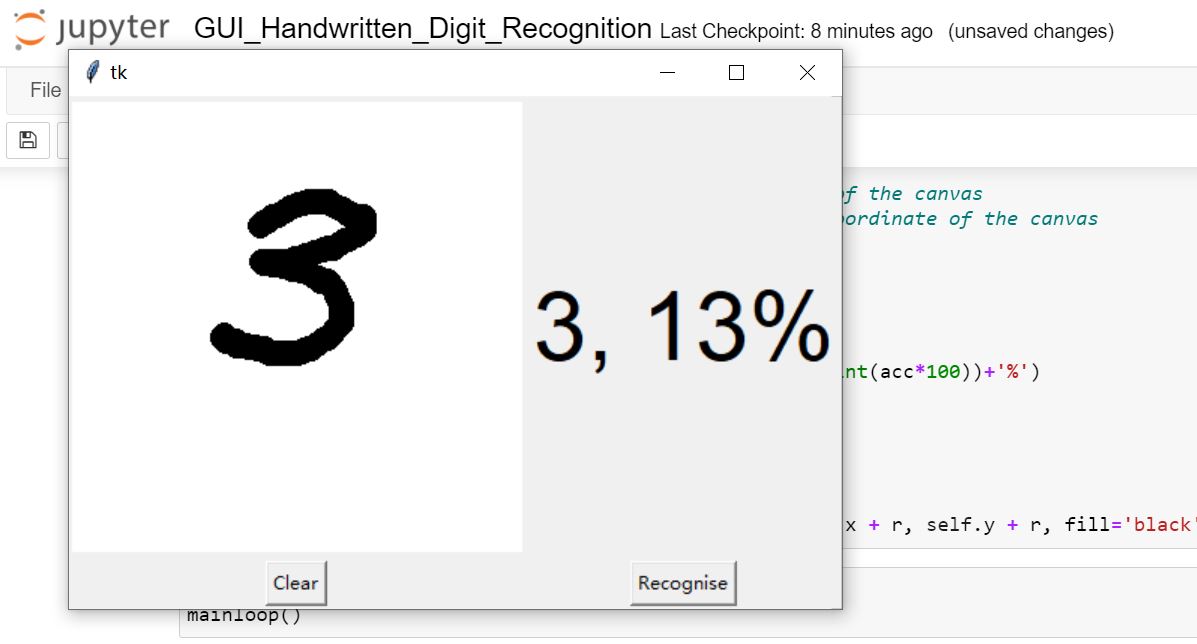 jupyter GUI_Handwritten_Digit_Recognition Last Checkpoint: 8 minutes ago (unsaved changes)
tk
File
of the canvas
ordinate of the canvas
3
3, 13%
nt(acc*100))+'%')
x + r, self.y + r, fill='black'
Clear Recognise
mainloop()